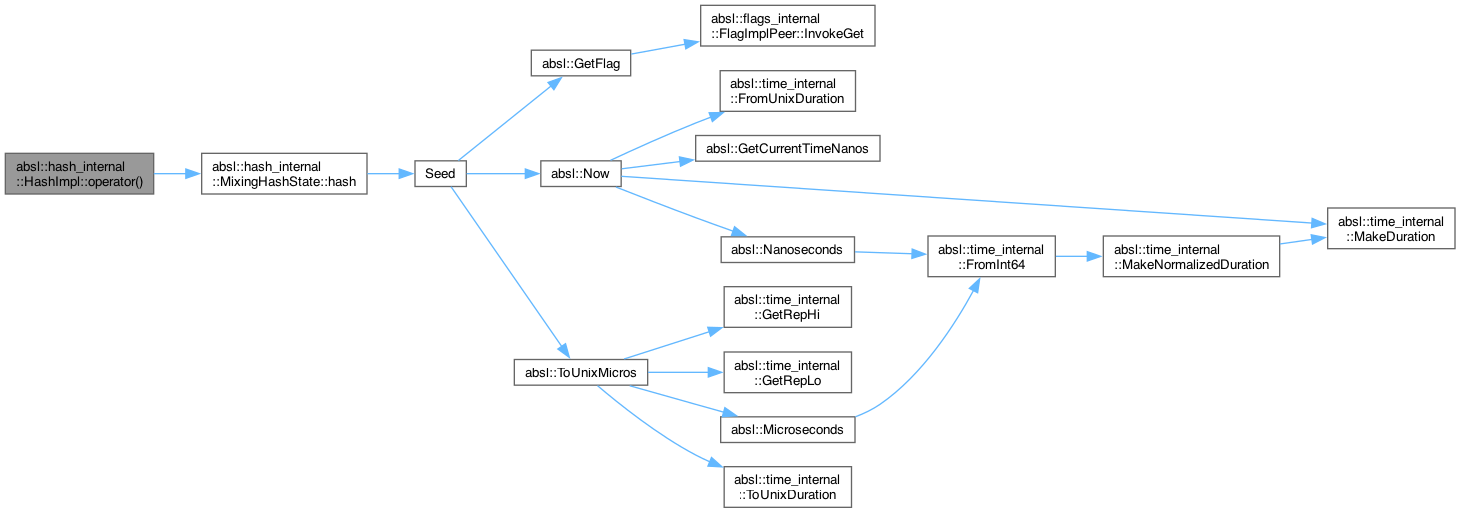 absl::hash_internal
::HashImpl::operator()
absl::hash_internal
::MixingHashState::hash
Seed
absl::GetFlag
absl::flags_internal
::FlagImplPeer::InvokeGet
absl::Now
absl::time_internal
::FromUnixDuration
absl::GetCurrentTimeNanos
absl::Nanoseconds
absl::time_internal
::FromInt64
absl::time_internal
::MakeNormalizedDuration
absl::time_internal
::MakeDuration
absl::ToUnixMicros
absl::time_internal
::GetRepHi
absl::time_internal
::GetRepLo
absl::Microseconds
absl::time_internal
::ToUnixDuration